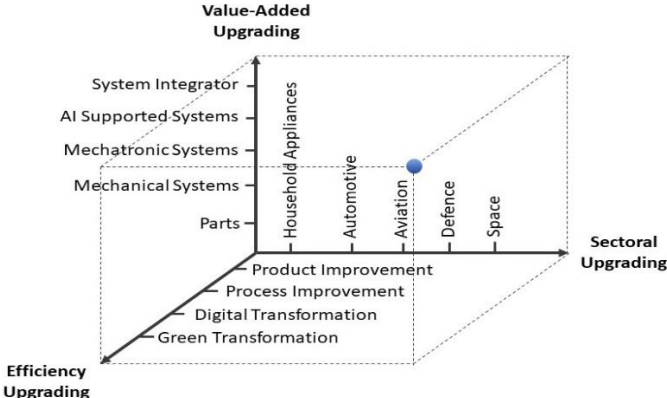 Value-Added
Upgrading
System Integrator
AI Supported Systems
Mechatronic Systems
Mechanical Systems
Parts
Household Appliances
Automotive
Aviation
Defence
Space
Sectoral
Upgrading
Product Improvement
Process Improvement
Digital Transformation
Green Transformation
Efficiency
Upgrading